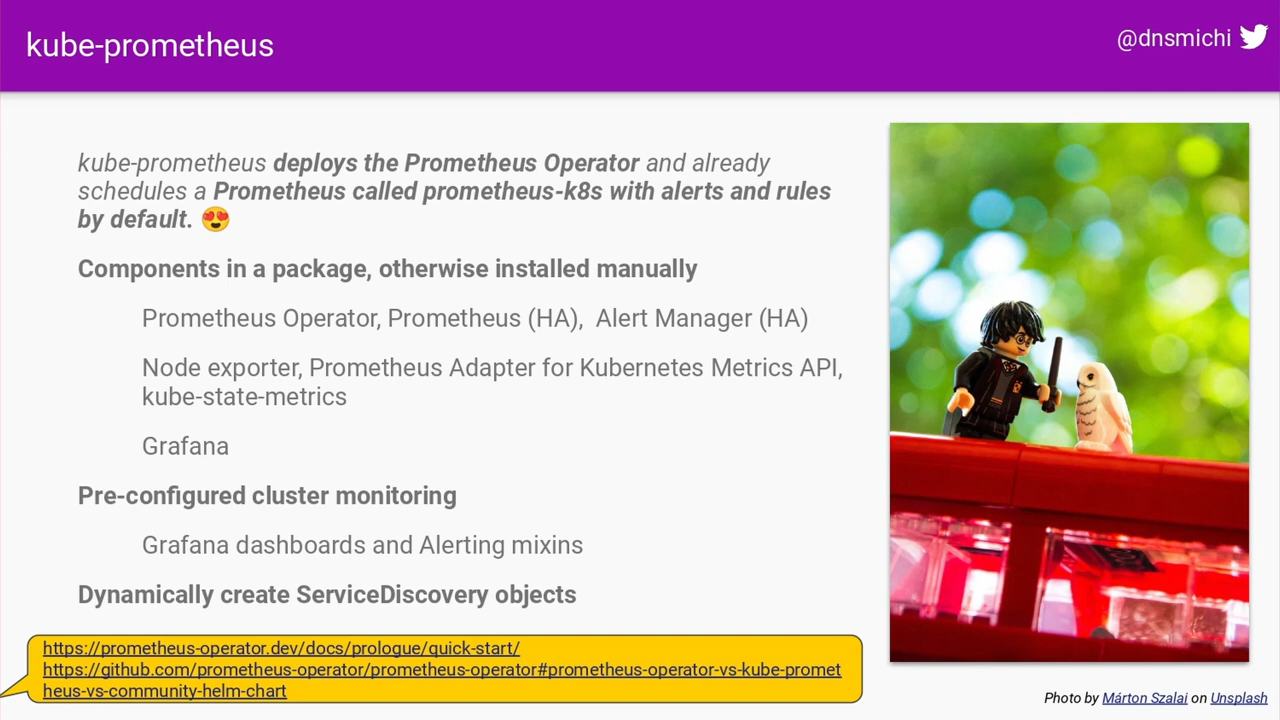 kube-prometheus
@dnsmichi
kube-prometheus deploys the Prometheus Operator and already
schedules a Prometheus called prometheus-k8s with alerts and rules
by default. 😍
Components in a package, otherwise installed manually
Prometheus Operator, Prometheus (HA),  Alert Manager (HA)
Node exporter, Prometheus Adapter for Kubernetes Metrics API,
kube-state-metrics
Grafana
Pre-configured cluster monitoring
Grafana dashboards and Alerting mixins
Dynamically create ServiceDiscovery objects
https://prometheus-operator.dev/docs/prologue/quick-start/
https://github.com/prometheus-operator/prometheus-operator#prometheus-operator-vs-kube-promet
heus-vs-community-helm-chart
Photo by Márton Szalai on Unsplash